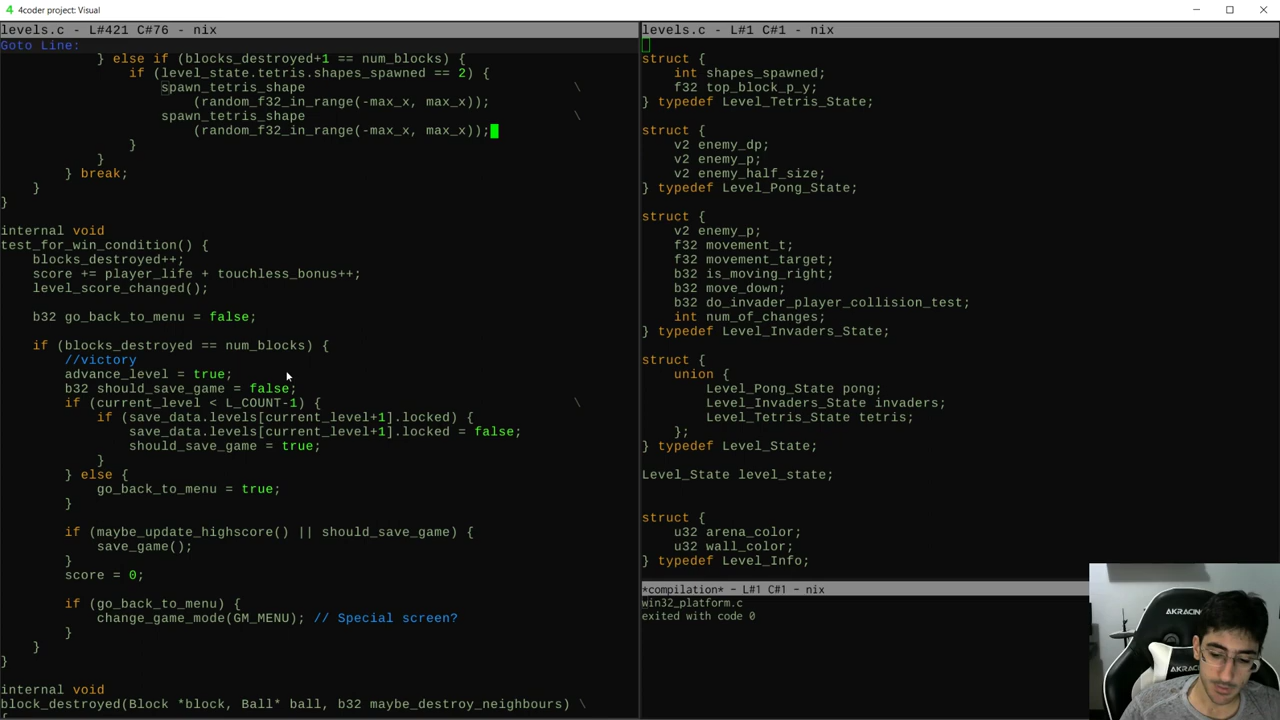 4coder project: Visual
levels.c - L#421 C#76 - nix
Goto Line:
} else if (blocks_destroyed+1 == num_blocks) {
if (level_state.tetris.shapes_spawned == 2) {
spawn_tetris_shape \
(random_f32_in_range(-max_x, max_x));
spawn_tetris_shape \
(random_f32_in_range(-max_x, max_x));
}
}
} break;
}
}
internal void
test_for_win_condition() {
blocks_destroyed++;
score += player_life + touchless_bonus++;
level_score_changed();
b32 go_back_to_menu = false;
if (blocks_destroyed == num_blocks) {
//victory
advance_level = true;
b32 should_save_game = false;
if (current_level < L_COUNT-1) { \
if (save_data.levels[current_level+1].locked) {
save_data.levels[current_level+1].locked = false;
should_save_game = true;
}
} else {
go_back_to_menu = true;
}
if (maybe_update_highscore() || should_save_game) {
save_game();
}
score = 0;
if (go_back_to_menu) {
change_game_mode(GM_MENU); // Special screen?
}
}
}
internal void
block_destroyed(Block *block, Ball* ball, b32 maybe_destroy_neighbours) \
{
levels.c - L#1 C#1 - nix
struct {
int shapes_spawned;
f32 top_block_p_y;
} typedef Level_Tetris_State;
struct {
v2 enemy_dp;
v2 enemy_p;
v2 enemy_half_size;
} typedef Level_Pong_State;
struct {
v2 enemy_p;
f32 movement_t;
f32 movement_target;
b32 is_moving_right;
b32 move_down;
b32 do_invader_player_collision_test;
int num_of_changes;
} typedef Level_Invaders_State;
struct {
union {
Level_Pong_State pong;
Level_Invaders_State invaders;
Level_Tetris_State tetris;
};
} typedef Level_State;
Level_State level_state;
struct {
u32 arena_color;
u32 wall_color;
} typedef Level_Info;
*compilation* - L#1 C#1 - nix
win32_platform.c
exited with code 0
AKRACING
AKRACING